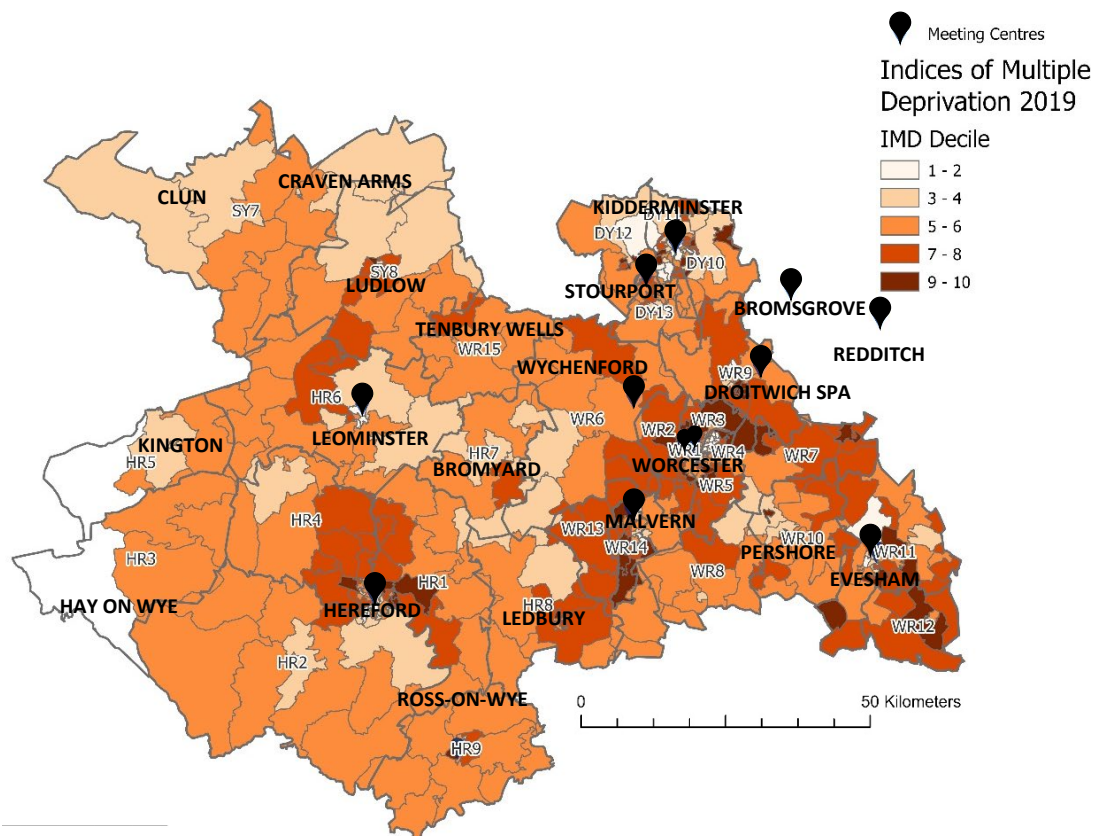 Meeting Centres
Indices of Multiple
Deprivation 2019
IMD Decile
1 - 2
3 - 4
5 - 6
7 - 8
9 - 10
CLUN
CRAVEN ARMS
SY7
KIDDERMINSTER
DY11
DY12
DY10
SY8
LUDLOW
STOURPORT
DY13
BROMSGROVE
TENBURY WELLS
WR15
REDDITCH
WYCHENFORD
WR9
DROITWICH SPA
HR6
LEOMINSTER
WR6
WR2
WR3
WR1
WR4
KINGTON
HR5
HR7
BROMYARD
WORCESTER
WR7
WR5
HR4
WR13
MALVERN
WR14
WR10
PERSHORE
WR11
EVESHAM
HR3
HR1
WR8
HAY ON WYE
HEREFORD
HR8
LEDBURY
WR12
HR2
ROSS-ON-WYE
HR9
0
50 Kilometers